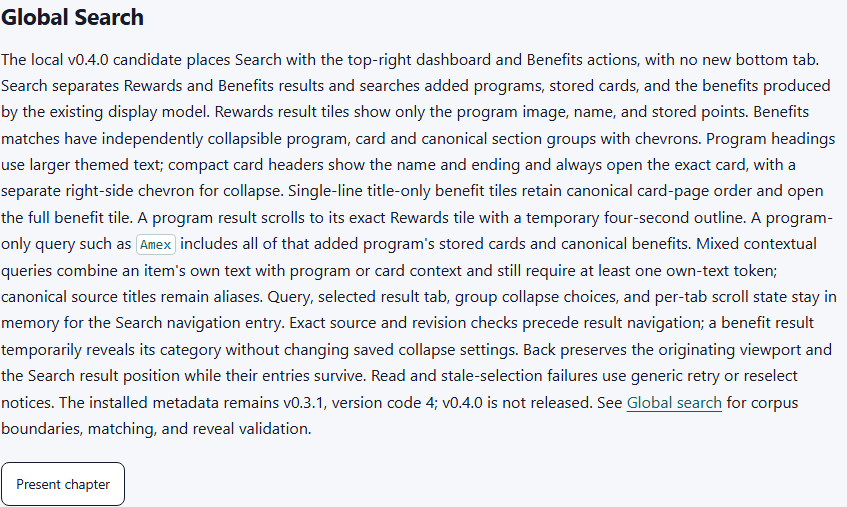 Global Search
The local v0.4.0 candidate places Search with the top-right dashboard and Benefits actions, with no new bottom tab.
Search separates Rewards and Benefits results and searches added programs, stored cards, and the benefits produced
by the existing display model. Rewards result tiles show only the program image, name, and stored points. Benefits
matches have independently collapsible program, card and canonical section groups with chevrons. Program headings
use larger themed text; compact card headers show the name and ending and always open the exact card, with a
separate right-side chevron for collapse. Single-line title-only benefit tiles retain canonical card-page order and open
the full benefit tile. A program result scrolls to its exact Rewards tile with a temporary four-second outline. A program-
only query such as Amex includes all of that added program's stored cards and canonical benefits. Mixed contextual
queries combine an item's own text with program or card context and still require at least one own-text token;
canonical source titles remain aliases. Query, selected result tab, group collapse choices, and per-tab scroll state stay in
memory for the Search navigation entry. Exact source and revision checks precede result navigation; a benefit result
temporarily reveals its category without changing saved collapse settings. Back preserves the originating viewport and
the Search result position while their entries survive. Read and stale-selection failures use generic retry or reselect
notices. The installed metadata remains v0.3.1, version code 4; v0.4.0 is not released. See Global search for corpus
boundaries, matching, and reveal validation.
Present chapter